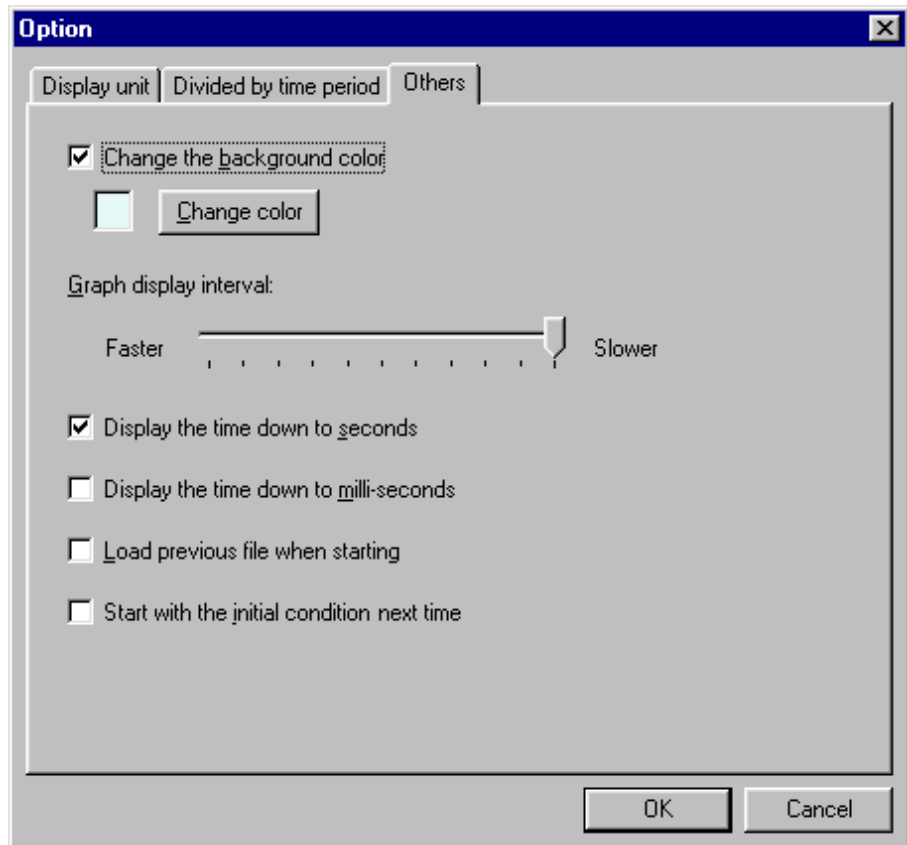 Option
Display unit Divided by time period Others
Change the background color
Change color
Graph display interval:
Faster Slower
Display the time down to seconds
Display the time down to milli-seconds
Load previous file when starting
Start with the initial condition next time
OK Cancel